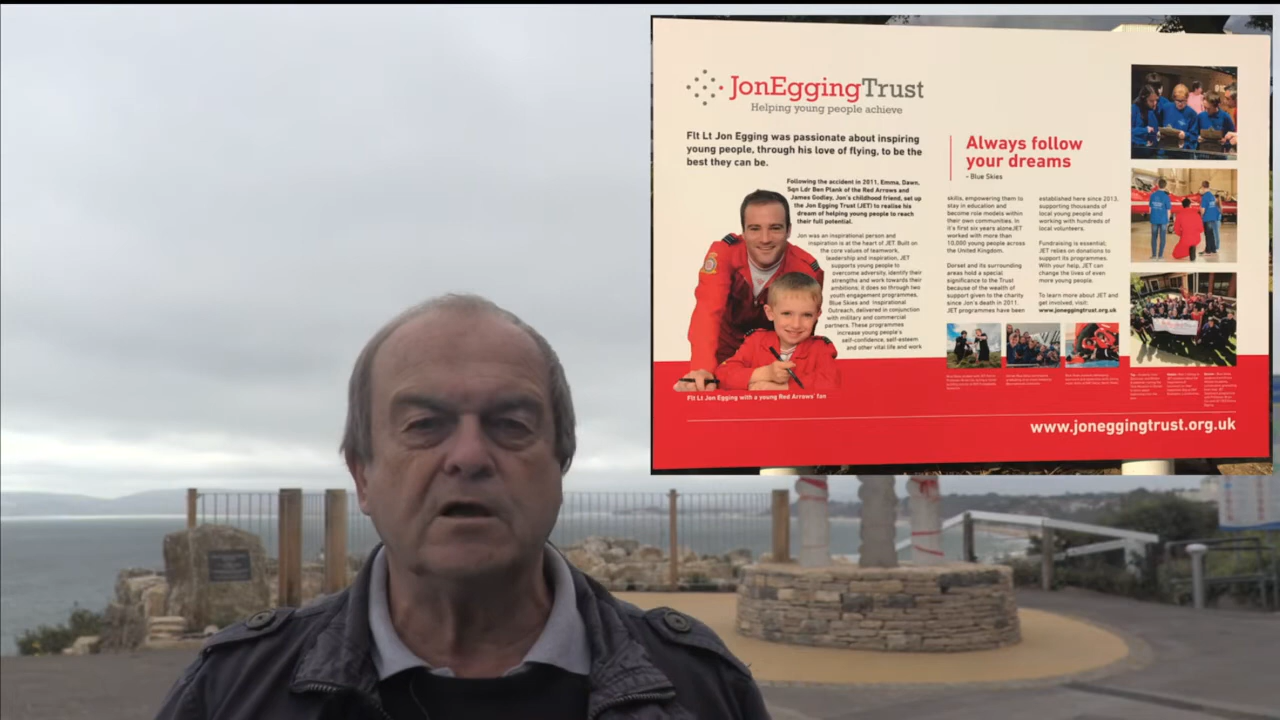 JonEggingTrust
Helping young people achieve
Flt Lt Jon Egging was passionate about inspiring
young people, through his love of flying, to be the
best they can be.
Following the accident in 2011, Emma, Dawn,
Sqn Ldr Ben Plank of the Red Arrows and
James Godley, Jon's childhood friend, set up
the Jon Egging Trust (JET) to realise his
dream of helping young people to reach
their full potential.
Jon was an inspirational person and
inspiration is at the heart of JET. Built on
the core values of teamwork,
leadership and inspiration, JET
supports young people to
overcome adversity, identify their
strengths and work towards their
ambitions; it does so through two
youth engagement programmes,
Blue Skies and Inspirational
Outreach, delivered in conjunction
with military and commercial
partners. These programmes
increase young people's
self-confidence, self-esteem
and other vital life and work
Flt Lt Jon Egging with a young Red Arrows' fan
Always follow
your dreams
- Blue Skies
skills, empowering them to
stay in education and
become role models within
their own communities. In
it's first six years alone JET
worked with more than
10,000 young people across
the United Kingdom.
Dorset and its surrounding
areas hold a special
significance to the Trust
because of the wealth of
support given to the charity
since Jon's death in 2011.
JET programmes have been
established here since 2013,
supporting thousands of
local young people and
working with hundreds of
local volunteers.
Fundraising is essential;
JET relies on donations to
support its programmes.
With your help, JET can
change the lives of even
more young people.
To learn more about JET and
get involved, visit:
www.joneggingtrust.org.uk
www.joneggingtrust.org.uk